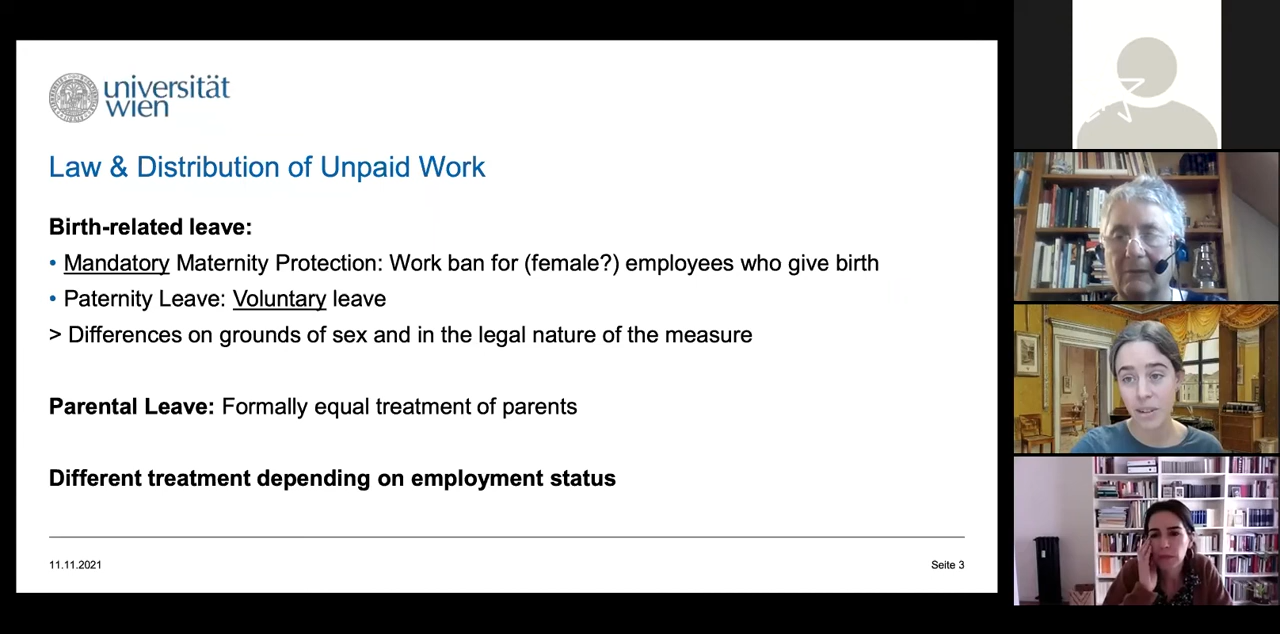 universität
wien
Law & Distribution of Unpaid Work
Birth-related leave:
• Mandatory Maternity Protection: Work ban for (female?) employees who give birth
• Paternity Leave: Voluntary leave
> Differences on grounds of sex and in the legal nature of the measure
Parental Leave: Formally equal treatment of parents
Different treatment depending on employment status
11.11.2021
Seite 3